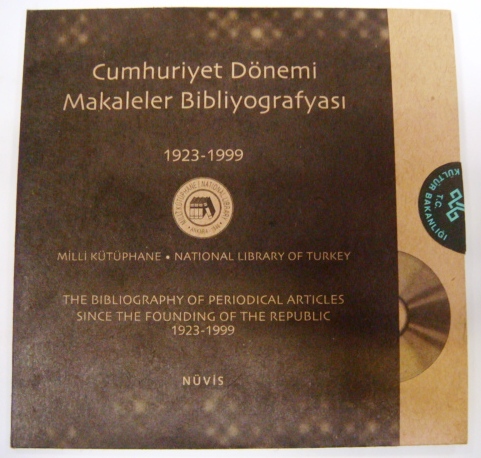 Cumhuriyet Dönemi
Makaleler Bibliyografyası
1923-1999
MİLLİ KÜTÜPHANE • NATIONAL LIBRARY OF TURKEY
THE BIBLIOGRAPHY OF PERIODICAL ARTICLES
SINCE THE FOUNDING OF THE REPUBLIC
1923-1999
NÜVİS
T.C.
KÜLTÜR BAKANLIĞI